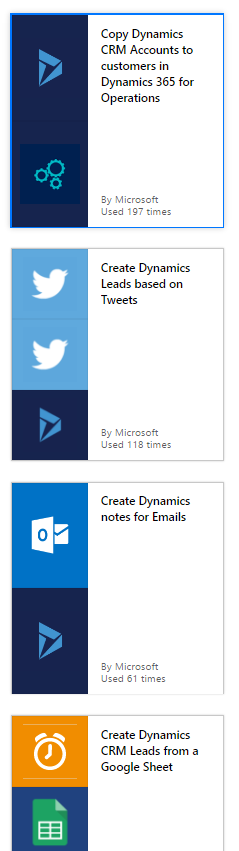 Copy Dynamics
CRM Accounts to
customers in
Dynamics 365 for
Operations
By Microsoft
Used 197 times
Create Dynamics
Leads based on
Tweets
By Microsoft
Used 118 times
Create Dynamics
notes for Emails
By Microsoft
Used 61 times
Create Dynamics
CRM Leads from a
Google Sheet